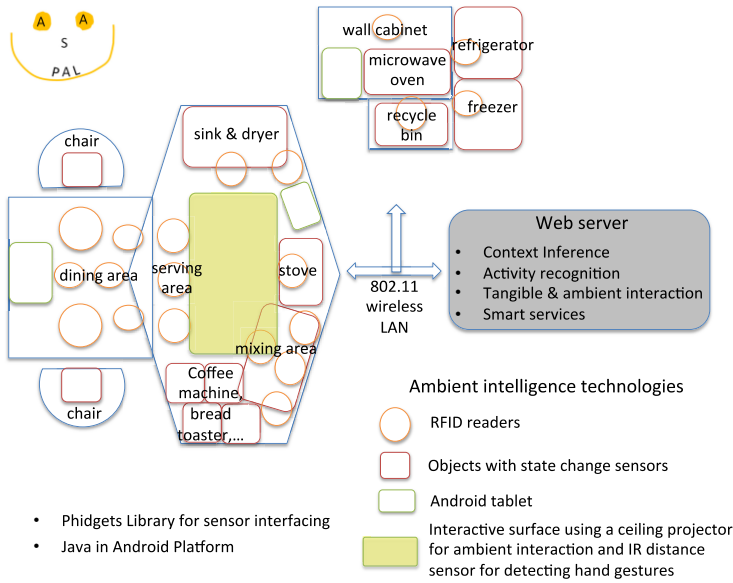 A A
S
PAL
wall cabinet
refrigerator
microwave
oven
recycle
bin
freezer
sink & dryer
chair
dining area
serving
area
stove
mixing area
Coffee
machine,
bread
toaster,...
chair
802.11
wireless
LAN
Web server
• Context Inference
• Activity recognition
• Tangible & ambient interaction
• Smart services
Ambient intelligence technologies
RFID readers
Objects with state change sensors
Android tablet
Interactive surface using a ceiling projector
for ambient interaction and IR distance
sensor for detecting hand gestures
• Phidgets Library for sensor interfacing
• Java in Android Platform